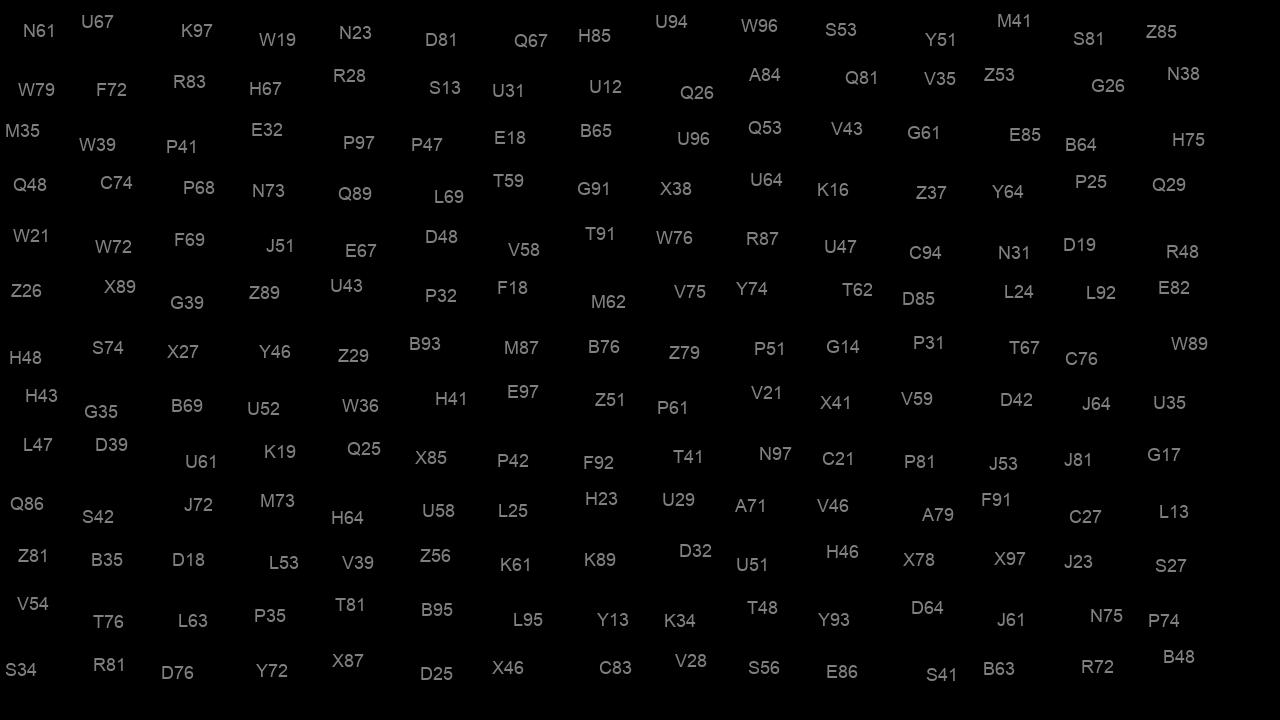 N61 U67 K97 W19 N23 D81 Q67 H85 U94 W96 S53 Y51 M41 S81 Z85
W79 F72 R83 H67 R28 S13 U31 U12 Q26 A84 Q81 V35 Z53 G26 N38
M35 W39 P41 E32 P97 P47 E18 B65 U96 Q53 V43 G61 E85 B64 H75
Q48 C74 P68 N73 Q89 L69 T59 G91 X38 U64 K16 Z37 Y64 P25 Q29
W21 W72 F69 J51 E67 D48 V58 T91 W76 R87 U47 C94 N31 D19 R48
Z26 X89 G39 Z89 U43 P32 F18 M62 V75 Y74 T62 D85 L24 L92 E82
H48 S74 X27 Y46 Z29 B93 M87 B76 Z79 P51 G14 P31 T67 C76 W89
H43 G35 B69 U52 W36 H41 E97 Z51 P61 V21 X41 V59 D42 J64 U35
L47 D39 U61 K19 Q25 X85 P42 F92 T41 N97 C21 P81 J53 J81 G17
Q86 S42 J72 M73 H64 U58 L25 H23 U29 A71 V46 A79 F91 C27 L13
Z81 B35 D18 L53 V39 Z56 K61 K89 D32 U51 H46 X78 X97 J23 S27
V54 T76 L63 P35 T81 B95 L95 Y13 K34 T48 Y93 D64 J61 N75 P74
S34 R81 D76 Y72 X87 D25 X46 C83 V28 S56 E86 S41 B63 R72 B48